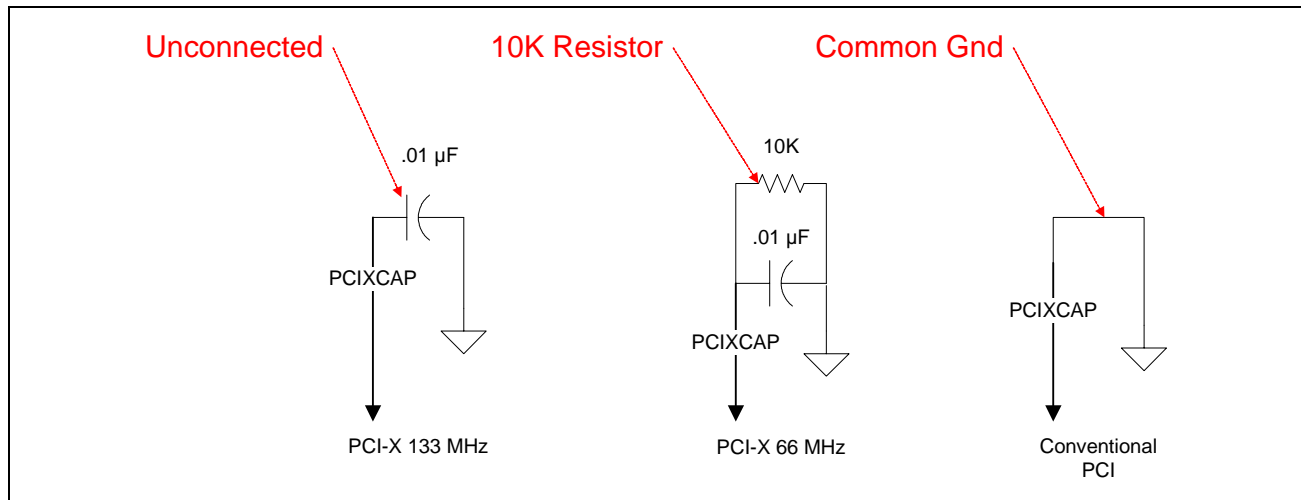 Unconnected
10K Resistor
Common Gnd
.01 µF
10K
.01 µF
PCIXCAP
PCIXCAP
PCIXCAP
PCI-X 133 MHz
PCI-X 66 MHz
Conventional
PCI